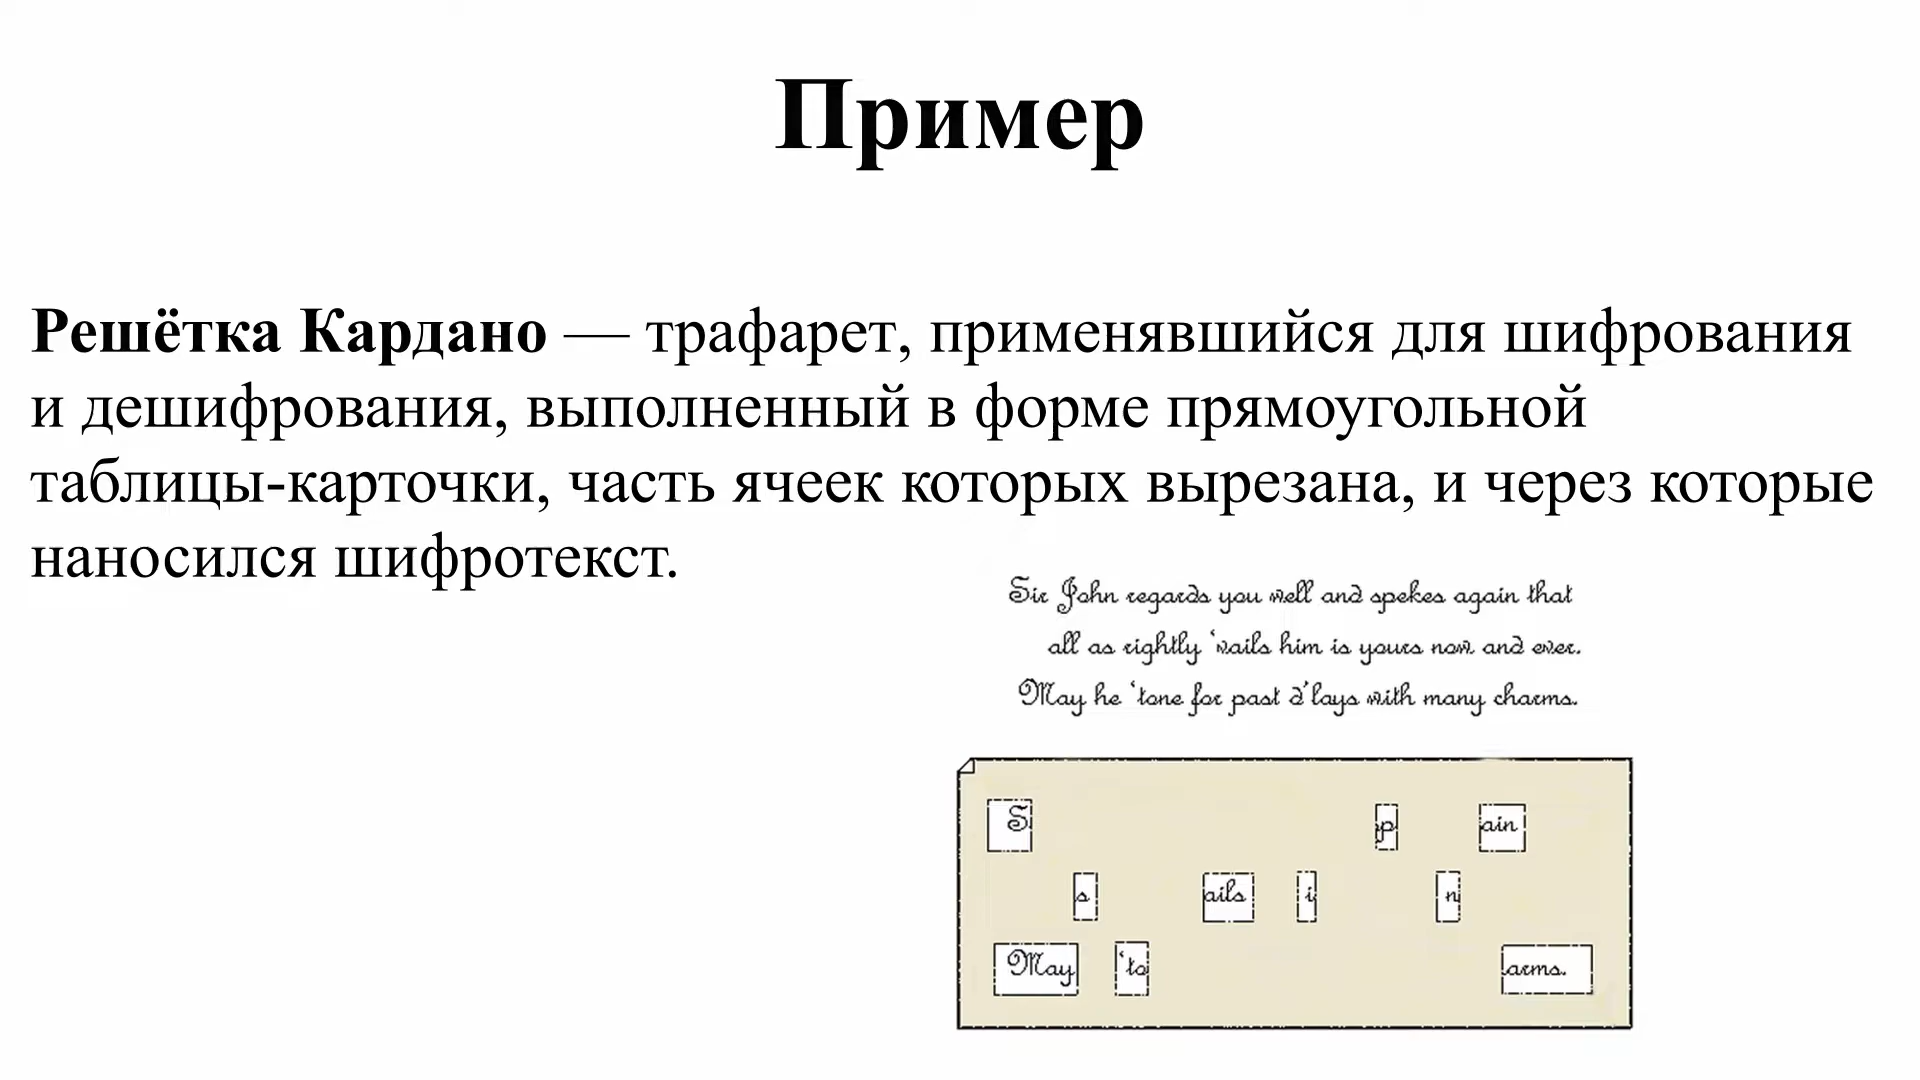 Пример
Решётка Кардано — трафарет, применявшийся для шифрования
и дешифрования, выполненный в форме прямоугольной
таблицы-карточки, часть ячеек которых вырезана, и через которые
наносился шифротекст.
Sir John regards you well and spekes again that
all as rightly ‘vails him is yours now and ever.
May he ‘tone for past d’lays with many charms.
S p ain
s ails i n
May ‘to arms.